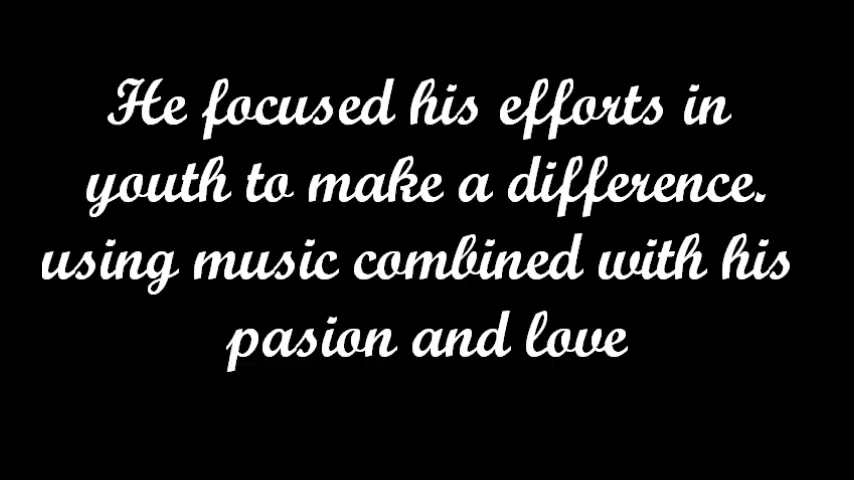 He focused his efforts in
youth to make a difference.
using music combined with his
pasion and love